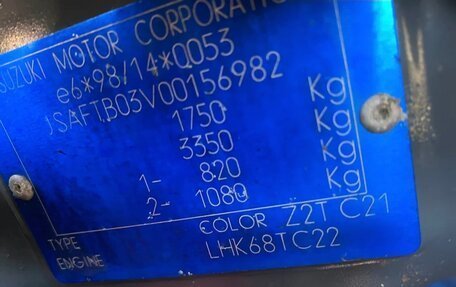 SUZUKI MOTOR CORPORATION
e6*98/14*0053
JSAFTB03V00156982
1750 Kg
3350 Kg
1- 820 Kg
2- 1080 Kg
COLOR Z2T C21
TYPE
ENGINE LHK68TC22